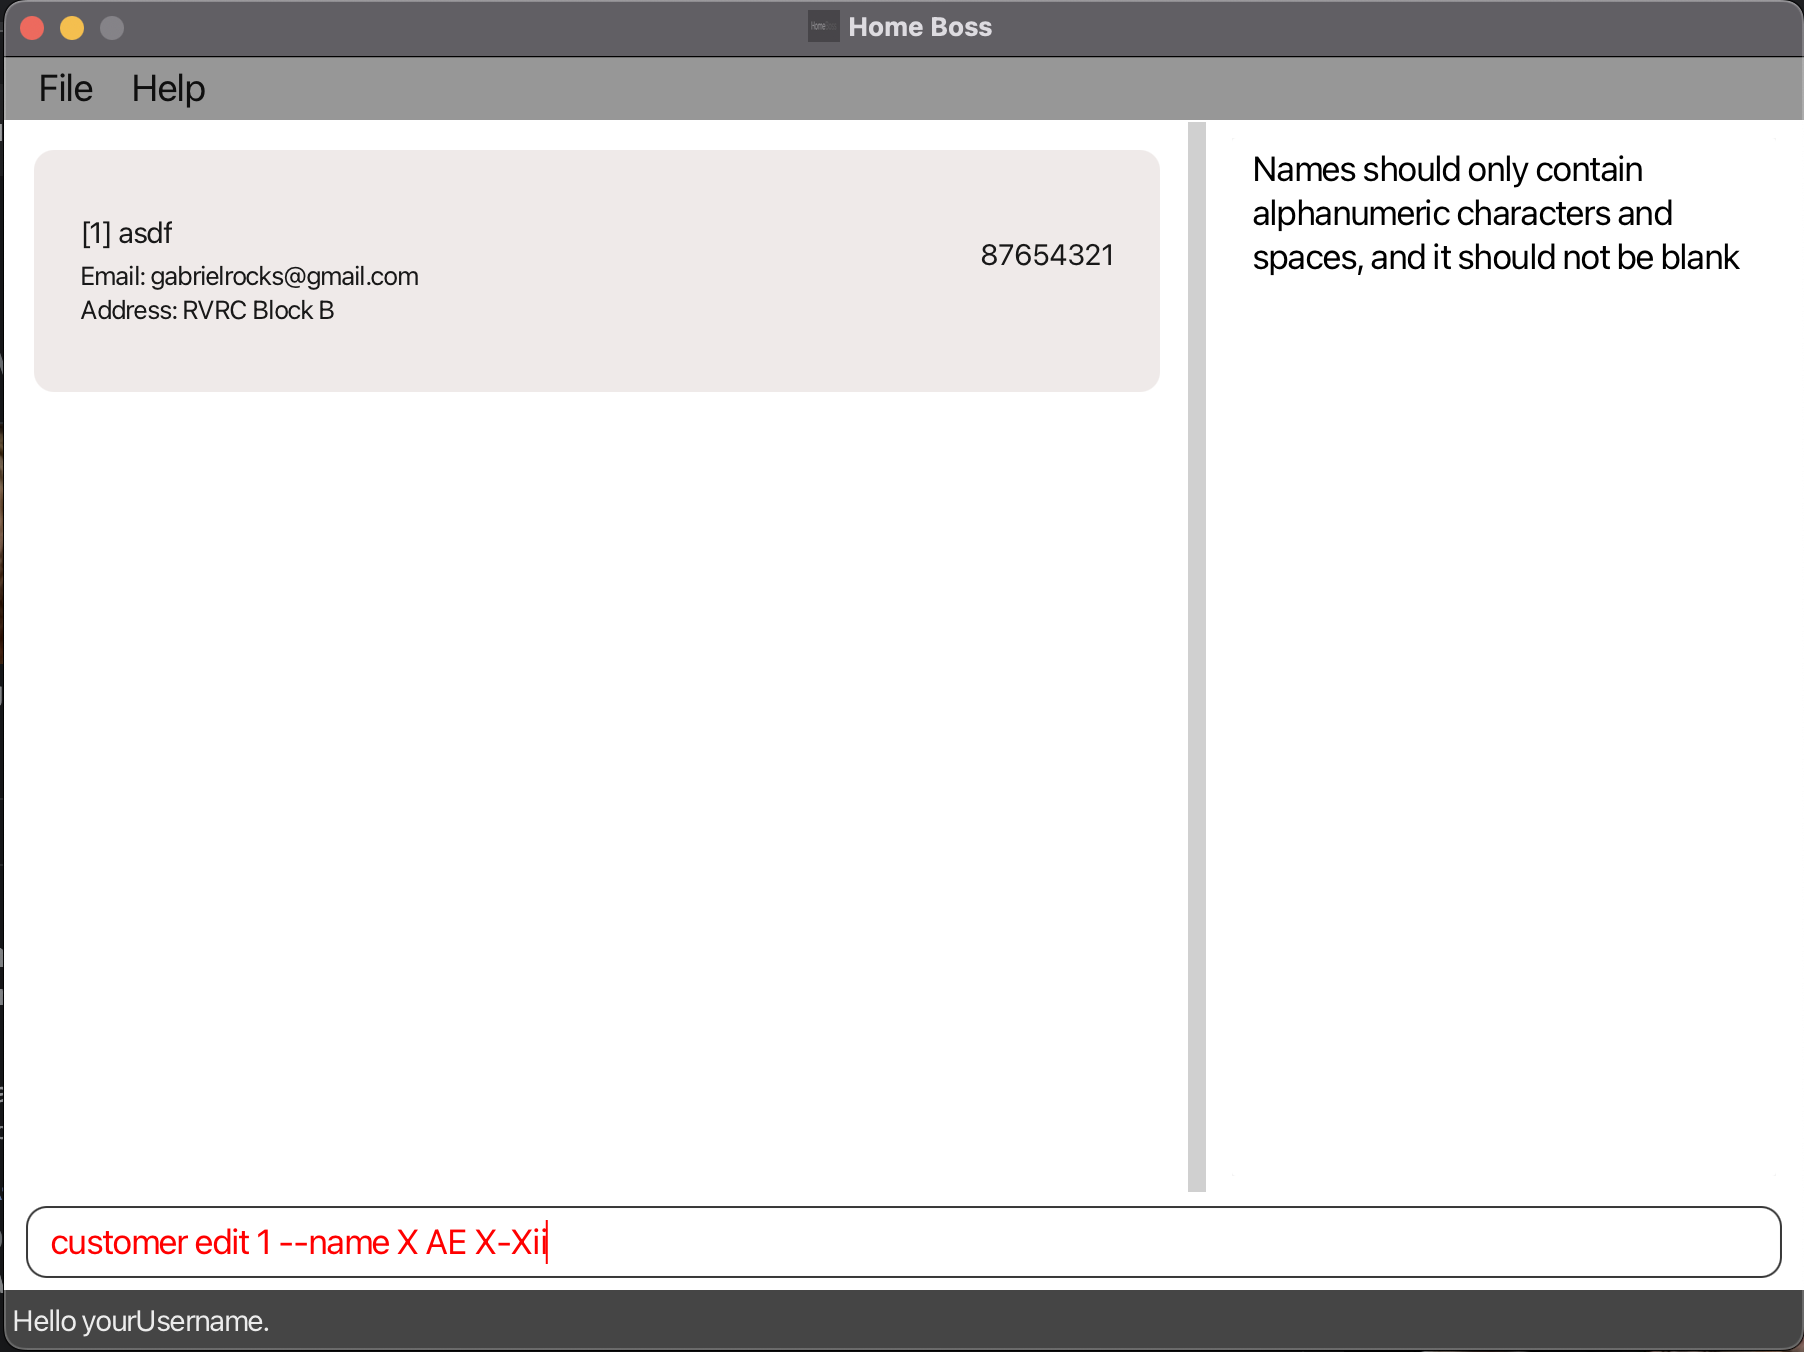 Home Boss
File Help
[1] asdf
Email: gabrielrocks@gmail.com
Address: RVRC Block B
87654321
Names should only contain
alphanumeric characters and
spaces, and it should not be blank
customer edit 1 --name X AE X-Xii
Hello yourUsername.